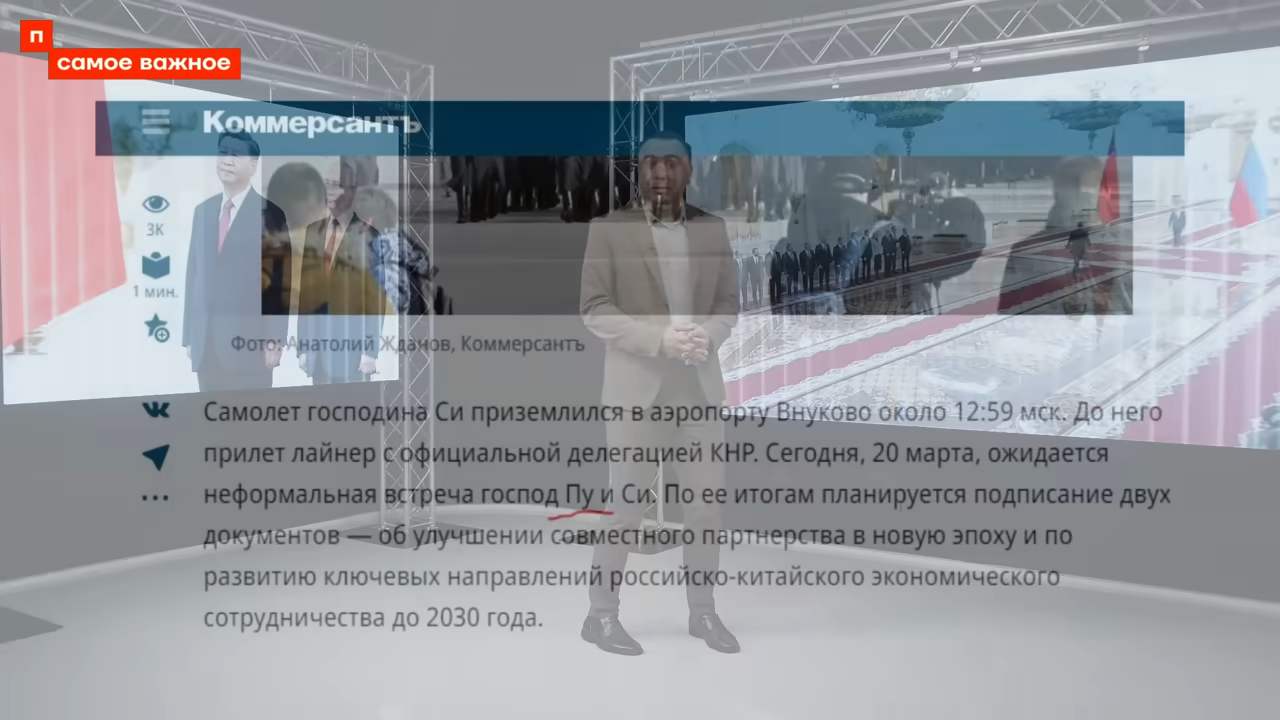 п
самое важное
Коммерсантъ
3К
1 мин.
Фото: Анатолий Жданов, Коммерсантъ
Самолет господина Си приземлился в аэропорту Внуково около 12:59 мск. До него
прилет лайнер с официальной делегацией КНР. Сегодня, 20 марта, ожидается
неформальная встреча господ Пу и Си. По ее итогам планируется подписание двух
документов — об улучшении совместного партнерства в новую эпоху и по
развитию ключевых направлений российско-китайского экономического
сотрудничества до 2030 года.